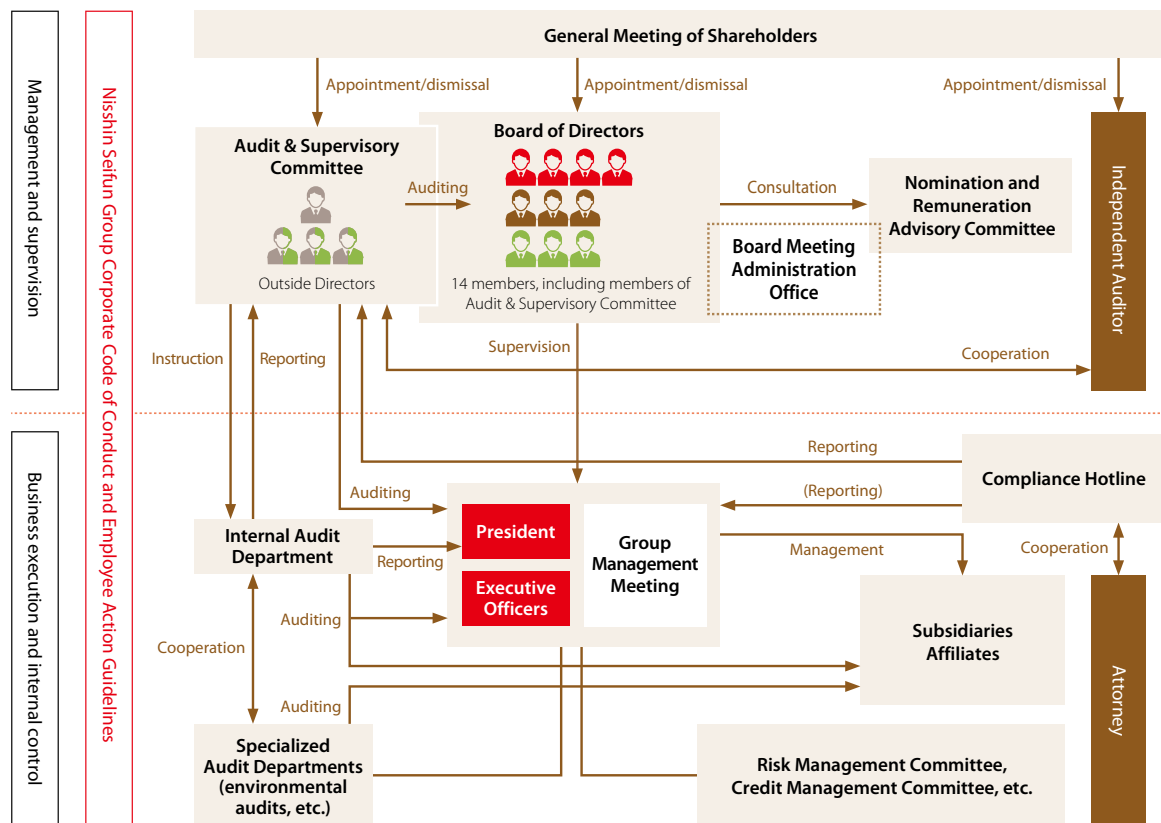 General Meeting of Shareholders
Appointment/dismissal
Appointment/dismissal
Appointment/dismissal
Management and supervision
Nisshin Seifun Group Corporate Code of Conduct and Employee Action Guidelines
Audit & Supervisory
Committee
Outside Directors
Auditing
Board of Directors
14 members, including members of
Audit & Supervisory Committee
Consultation
Nomination and
Remuneration
Advisory Committee
Board Meeting
Administration
Office
Independent Auditor
Instruction
Reporting
Supervision
Cooperation
Business execution and internal control
Reporting
Compliance Hotline
(Reporting)
Auditing
President
Executive
Officers
Group
Management
Meeting
Management
Cooperation
Internal Audit
Department
Reporting
Auditing
Cooperation
Subsidiaries
Affiliates
Attorney
Auditing
Specialized
Audit Departments
(environmental
audits, etc.)
Risk Management Committee,
Credit Management Committee, etc.